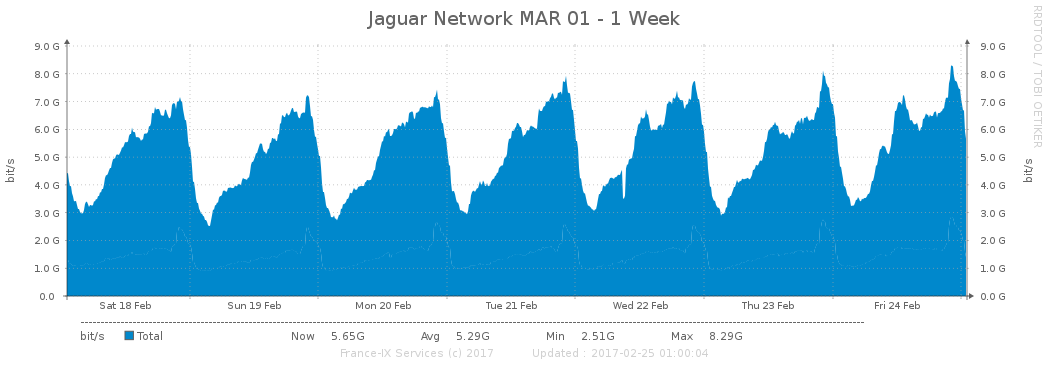 Jaguar Network MAR 01 - 1 Week
RRDTOOL / TOBI OETIKER
9.0 G 9.0 G
8.0 G 8.0 G
7.0 G 7.0 G
6.0 G 6.0 G
5.0 G 5.0 G
4.0 G 4.0 G
3.0 G 3.0 G
2.0 G 2.0 G
1.0 G 1.0 G
0.0 0.0 G
bit/s
bit/s
Sat 18 Feb Sun 19 Feb Mon 20 Feb Tue 21 Feb Wed 22 Feb Thu 23 Feb Fri 24 Feb
bit/s Total Now 5.65G Avg 5.29G Min 2.51G Max 8.29G
France-IX Services (c) 2017 Updated : 2017-02-25 01:00:04